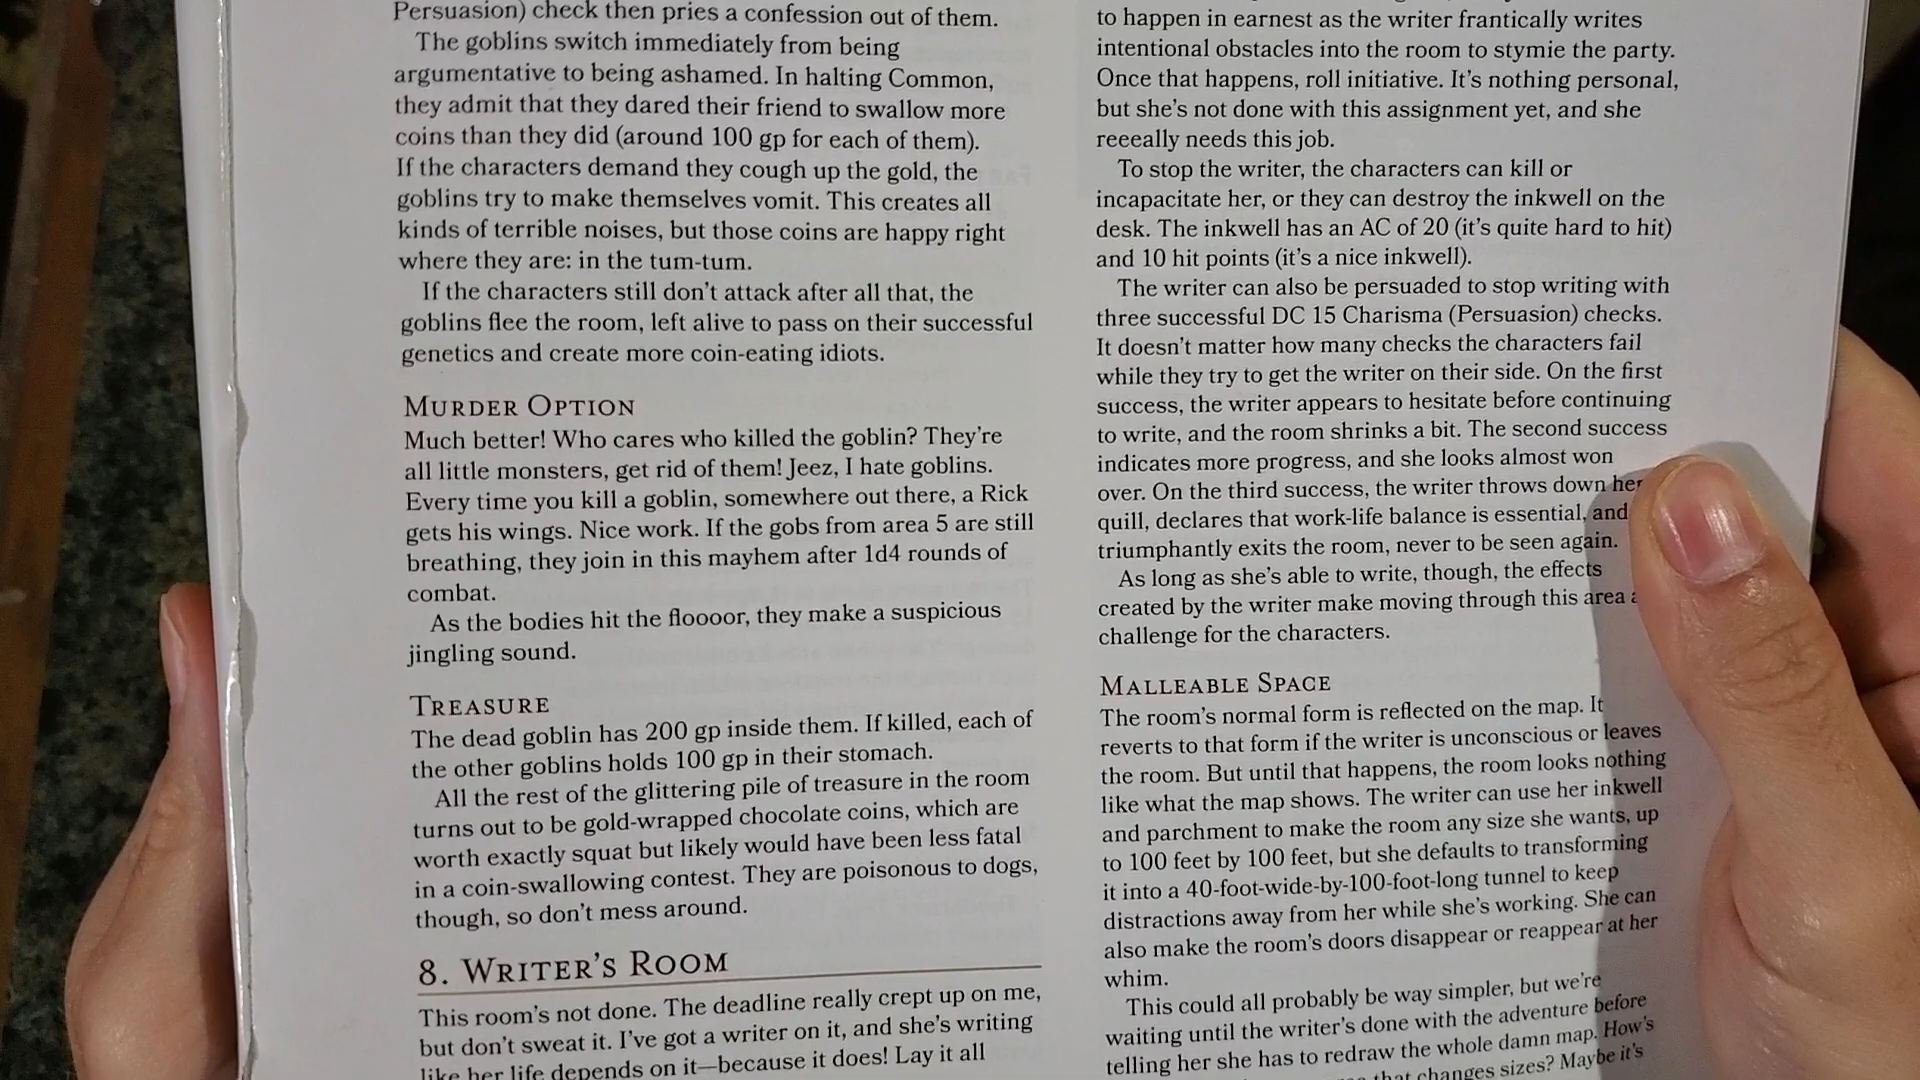 Persuasion) check then pries a confession out of them.
The goblins switch immediately from being
argumentative to being ashamed. In halting Common,
they admit that they dared their friend to swallow more
coins than they did (around 100 gp for each of them).
If the characters demand they cough up the gold, the
goblins try to make themselves vomit. This creates all
kinds of terrible noises, but those coins are happy right
where they are: in the tum-tum.
If the characters still don't attack after all that, the
goblins flee the room, left alive to pass on their successful
genetics and create more coin-eating idiots.
MURDER OPTION
Much better! Who cares who killed the goblin? They're
all little monsters, get rid of them! Jeez, I hate goblins.
Every time you kill a goblin, somewhere out there, a Rick
gets his wings. Nice work. If the gobs from area 5 are still
breathing, they join in this mayhem after 1d4 rounds of
combat.
As the bodies hit the floooor, they make a suspicious
jingling sound.
TREASURE
The dead goblin has 200 gp inside them. If killed, each of
the other goblins holds 100 gp in their stomach.
All the rest of the glittering pile of treasure in the room
turns out to be gold-wrapped chocolate coins, which are
worth exactly squat but likely would have been less fatal
in a coin-swallowing contest. They are poisonous to dogs,
though, so don't mess around.
8. WRITER'S ROOM
This room's not done. The deadline really crept up on me,
but don't sweat it. I've got a writer on it, and she's writing
like her life depends on it—because it does! Lay it all
to happen in earnest as the writer frantically writes
intentional obstacles into the room to stymie the party.
Once that happens, roll initiative. It's nothing personal,
but she's not done with this assignment yet, and she
reeeally needs this job.
To stop the writer, the characters can kill or
incapacitate her, or they can destroy the inkwell on the
desk. The inkwell has an AC of 20 (it's quite hard to hit)
and 10 hit points (it's a nice inkwell).
The writer can also be persuaded to stop writing with
three successful DC 15 Charisma (Persuasion) checks.
It doesn't matter how many checks the characters fail
while they try to get the writer on their side. On the first
success, the writer appears to hesitate before continuing
to write, and the room shrinks a bit. The second success
indicates more progress, and she looks almost won
over. On the third success, the writer throws down her
quill, declares that work-life balance is essential, and
triumphantly exits the room, never to be seen again.
As long as she's able to write, though, the effects
created by the writer make moving through this area a
challenge for the characters.
MALLEABLE SPACE
The room's normal form is reflected on the map. It
reverts to that form if the writer is unconscious or leaves
the room. But until that happens, the room looks nothing
like what the map shows. The writer can use her inkwell
and parchment to make the room any size she wants, up
to 100 feet by 100 feet, but she defaults to transforming
it into a 40-foot-wide-by-100-foot-long tunnel to keep
distractions away from her while she's working. She can
also make the room's doors disappear or reappear at her
whim.
This could all probably be way simpler, but we're
waiting until the writer's done with the adventure before
telling her she has to redraw the whole damn map. How's
that changes sizes? Maybe it's